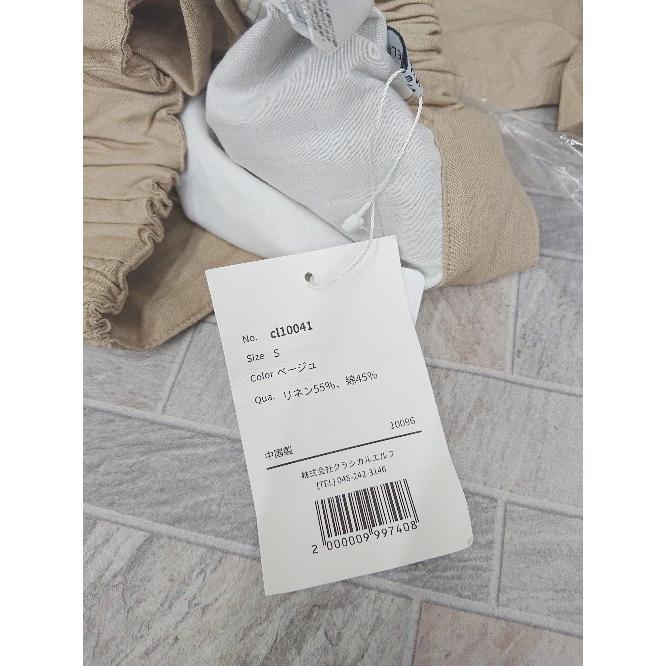 No. cl10041
Size S
Color ベージュ
Qua. リネン55%、綿45%
10096
中国製
株式会社クラシカルエルフ
(TEL) 045-242-3146
2 000009 997408